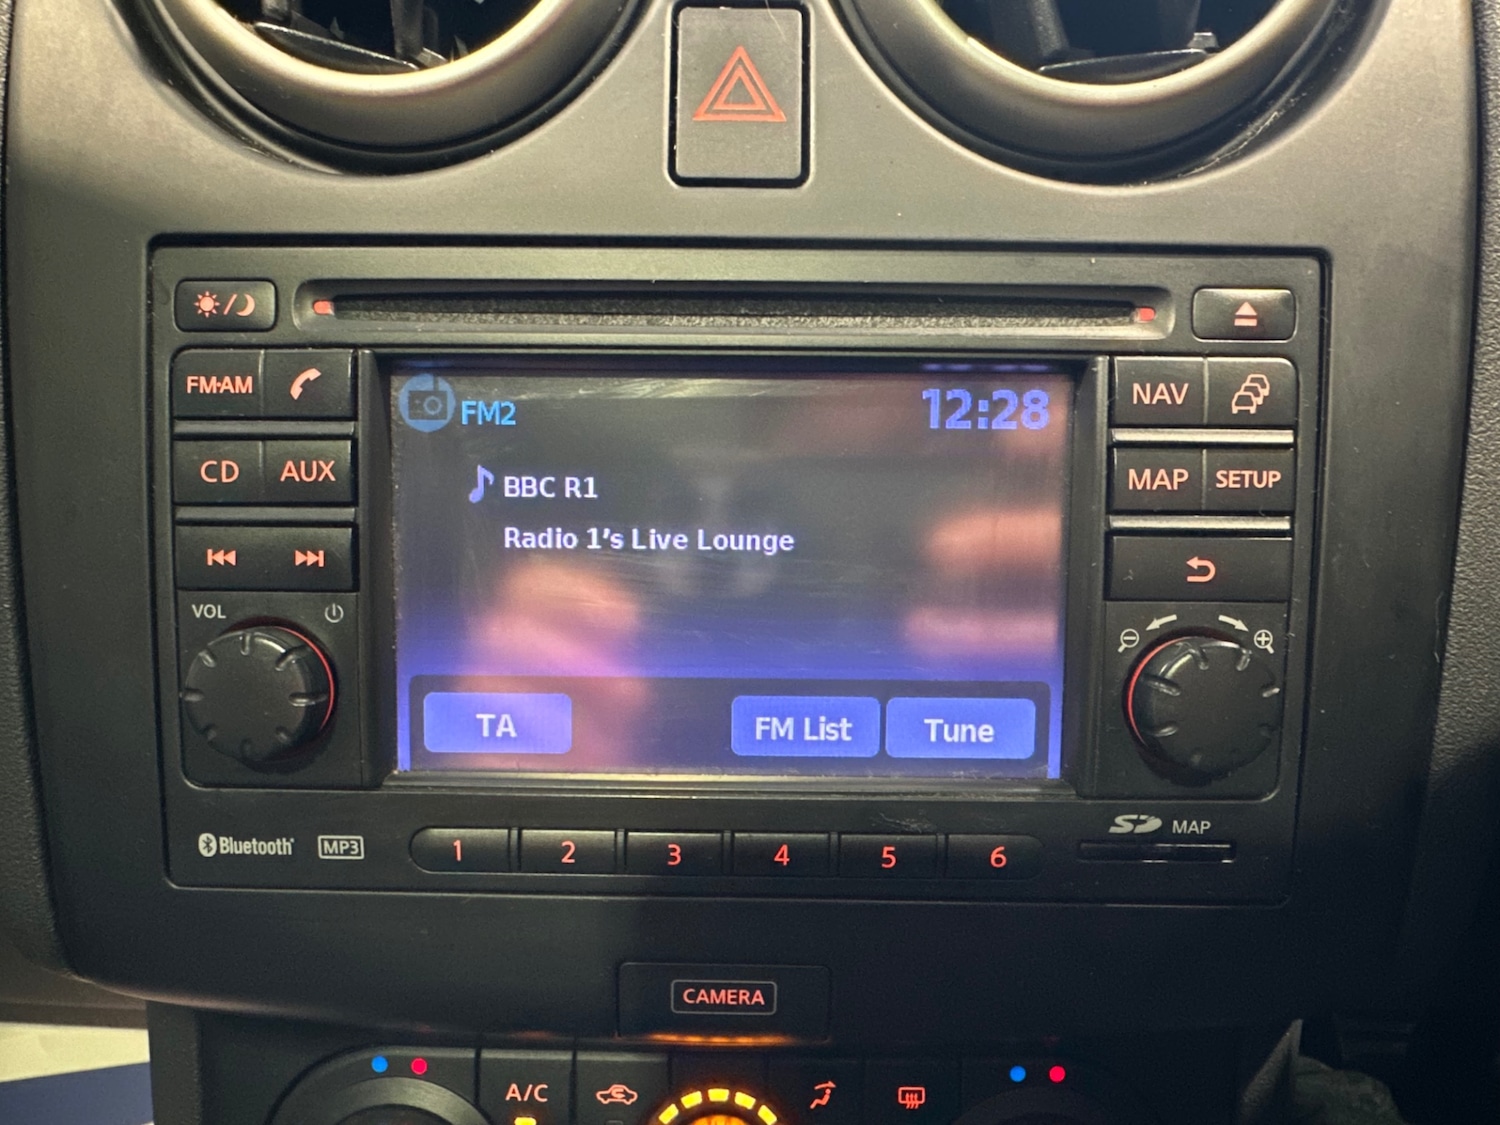 FM·AM
NAV
FM2
12:28
CD
AUX
MAP
SETUP
BBC R1
Radio 1's Live Lounge
VOL
TA
FM List
Tune
Bluetooth
MP3
1
2
3
4
5
6
SD
MAP
CAMERA
A/C